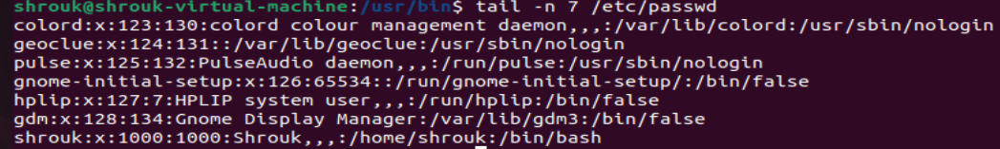 shrouk@shrouk-virtual-machine:/usr/bin$ tail -n 7 /etc/passwd
colord:x:123:130:colord colour management daemon,,,:/var/lib/colord:/usr/sbin/nologin
geoclue:x:124:131::/var/lib/geoclue:/usr/sbin/nologin
pulse:x:125:132:PulseAudio daemon,,,:/run/pulse:/usr/sbin/nologin
gnome-initial-setup:x:126:65534::/run/gnome-initial-setup/:/bin/false
hplip:x:127:7:HPLIP system user,,,:/run/hplip:/bin/false
gdm:x:128:134:Gnome Display Manager:/var/lib/gdm3:/bin/false
shrouk:x:1000:1000:Shrouk,,,:/home/shrouk:/bin/bash